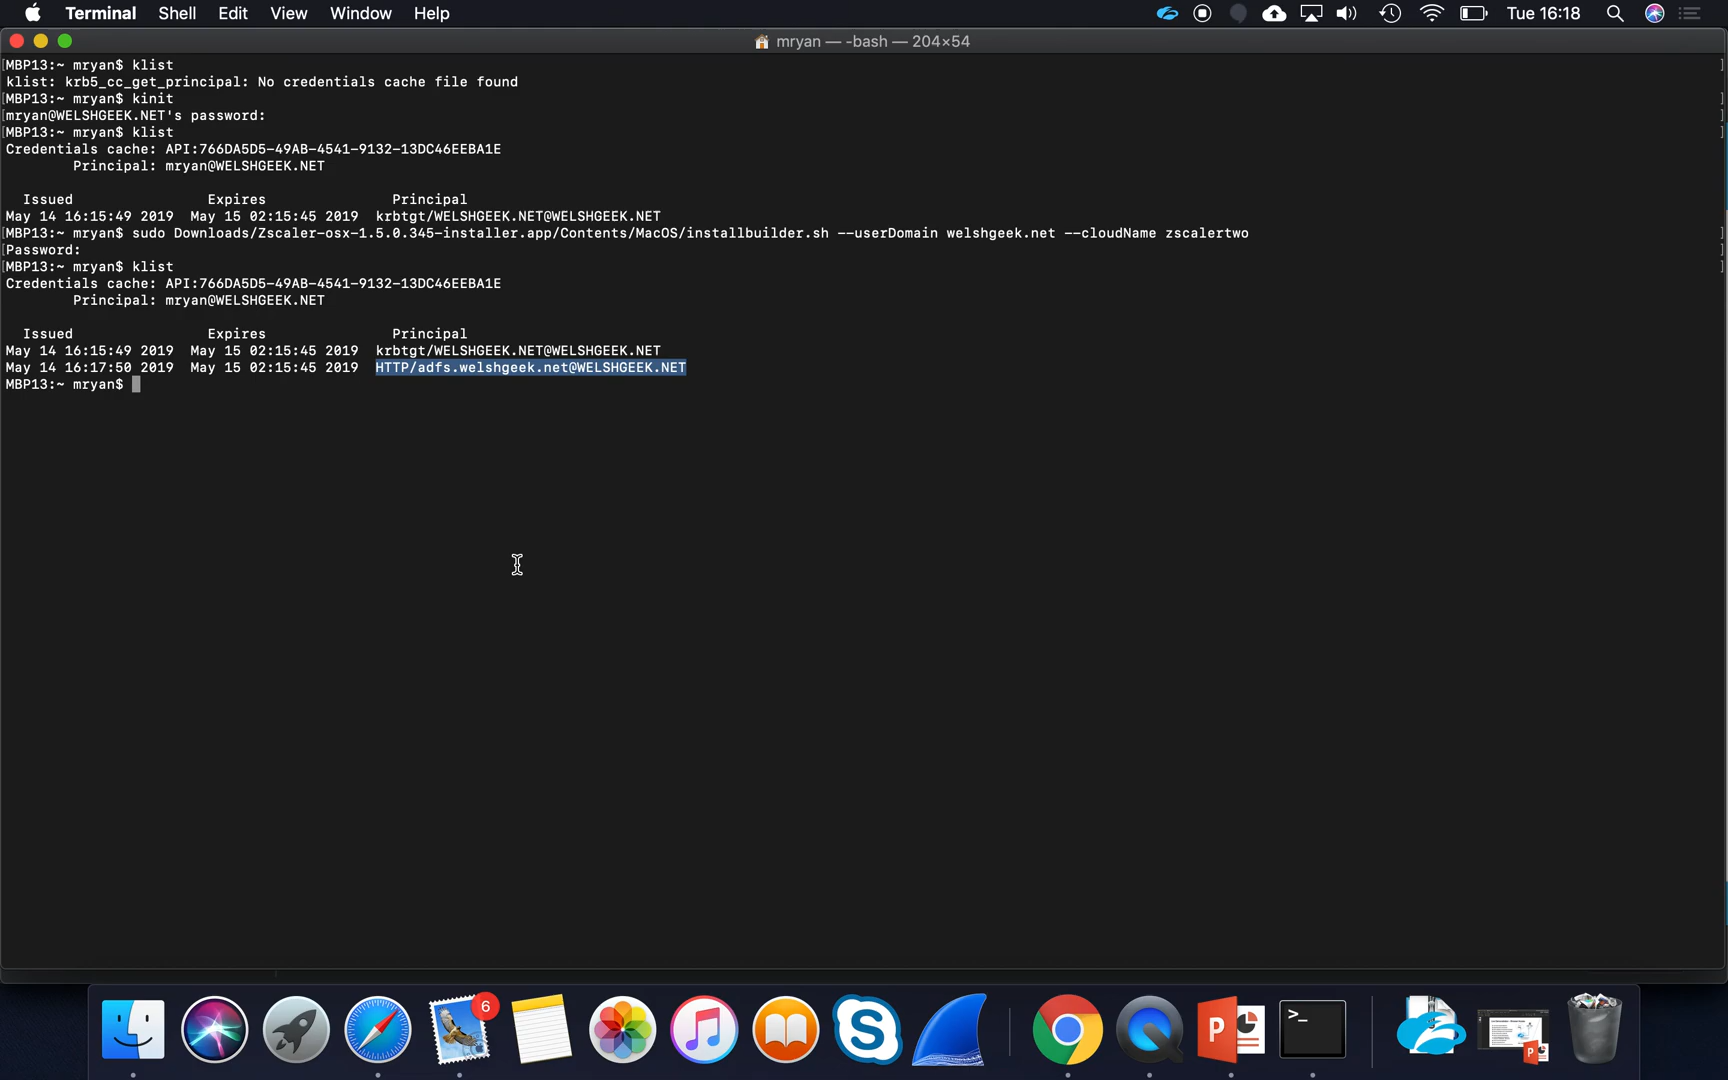 Terminal Shell Edit View Window Help Tue 16:18
mryan — -bash — 204×54
[MBP13:~ mryan$ klist ]
klist: krb5_cc_get_principal: No credentials cache file found
[MBP13:~ mryan$ kinit ]
[mryan@WELSHGEEK.NET's password: ]
[MBP13:~ mryan$ klist ]
Credentials cache: API:766DA5D5-49AB-4541-9132-13DC46EEBA1E
Principal: mryan@WELSHGEEK.NET
Issued Expires Principal
May 14 16:15:49 2019 May 15 02:15:45 2019 krbtgt/WELSHGEEK.NET@WELSHGEEK.NET
[MBP13:~ mryan$ sudo Downloads/Zscaler-osx-1.5.0.345-installer.app/Contents/MacOS/installbuilder.sh --userDomain welshgeek.net --cloudName zscalertwo ]
[Password: ]
[MBP13:~ mryan$ klist ]
Credentials cache: API:766DA5D5-49AB-4541-9132-13DC46EEBA1E
Principal: mryan@WELSHGEEK.NET
Issued Expires Principal
May 14 16:15:49 2019 May 15 02:15:45 2019 krbtgt/WELSHGEEK.NET@WELSHGEEK.NET
May 14 16:17:50 2019 May 15 02:15:45 2019 HTTP/adfs.welshgeek.net@WELSHGEEK.NET
MBP13:~ mryan$
6
P
>_
P